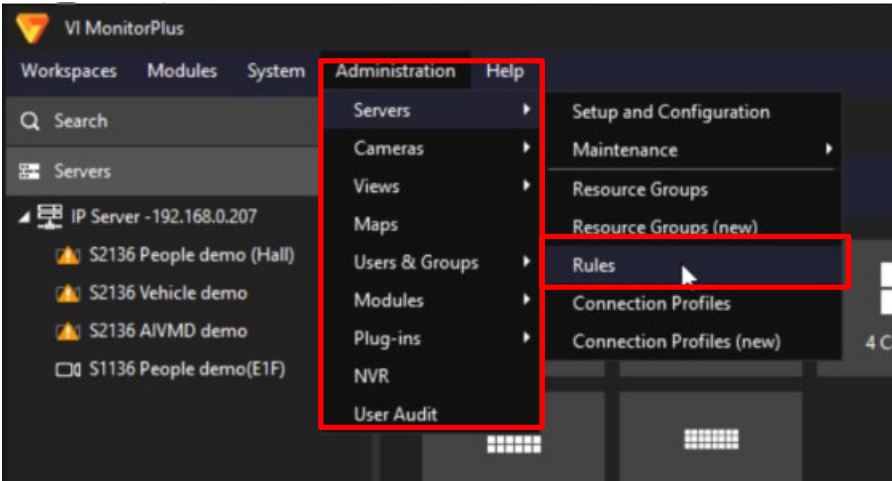 VI MonitorPlus
Workspaces Modules System Administration Help
Search
Servers
IP Server -192.168.0.207
S2136 People demo (Hall)
S2136 Vehicle demo
S2136 AIVMD demo
S1136 People demo(E1F)
Servers
Cameras
Views
Maps
Users & Groups
Modules
Plug-ins
NVR
User Audit
Setup and Configuration
Maintenance
Resource Groups
Resource Groups (new)
Rules
Connection Profiles
Connection Profiles (new)
4 C